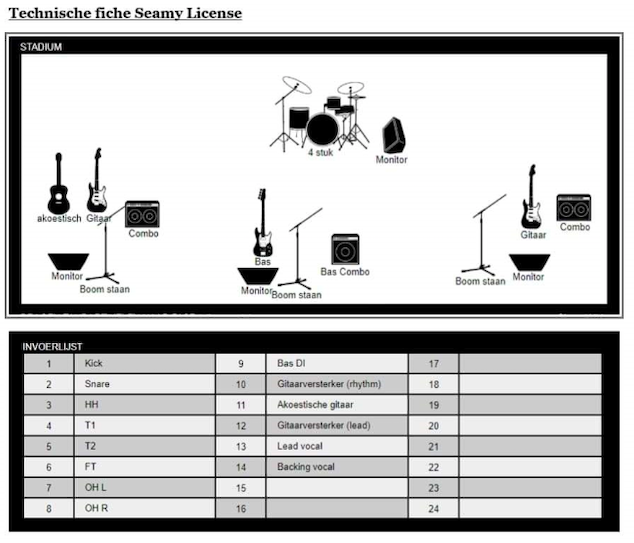 Technische fiche Seamy License
STADIUM
4 stuk
Monitor
akoestisch Gitaar
Combo
Bas
Bas Combo
Gitaar
Combo
Monitor
Boom staan
Monitor
Boom staan
Boom staan
Monitor
INVOERLIJST
1 Kick 9 Bas DI 17
2 Snare 10 Gitaarversterker (rhythm) 18
3 HH 11 Akoestische gitaar 19
4 T1 12 Gitaarversterker (lead) 20
5 T2 13 Lead vocal 21
6 FT 14 Backing vocal 22
7 OH L 15 23
8 OH R 16 24